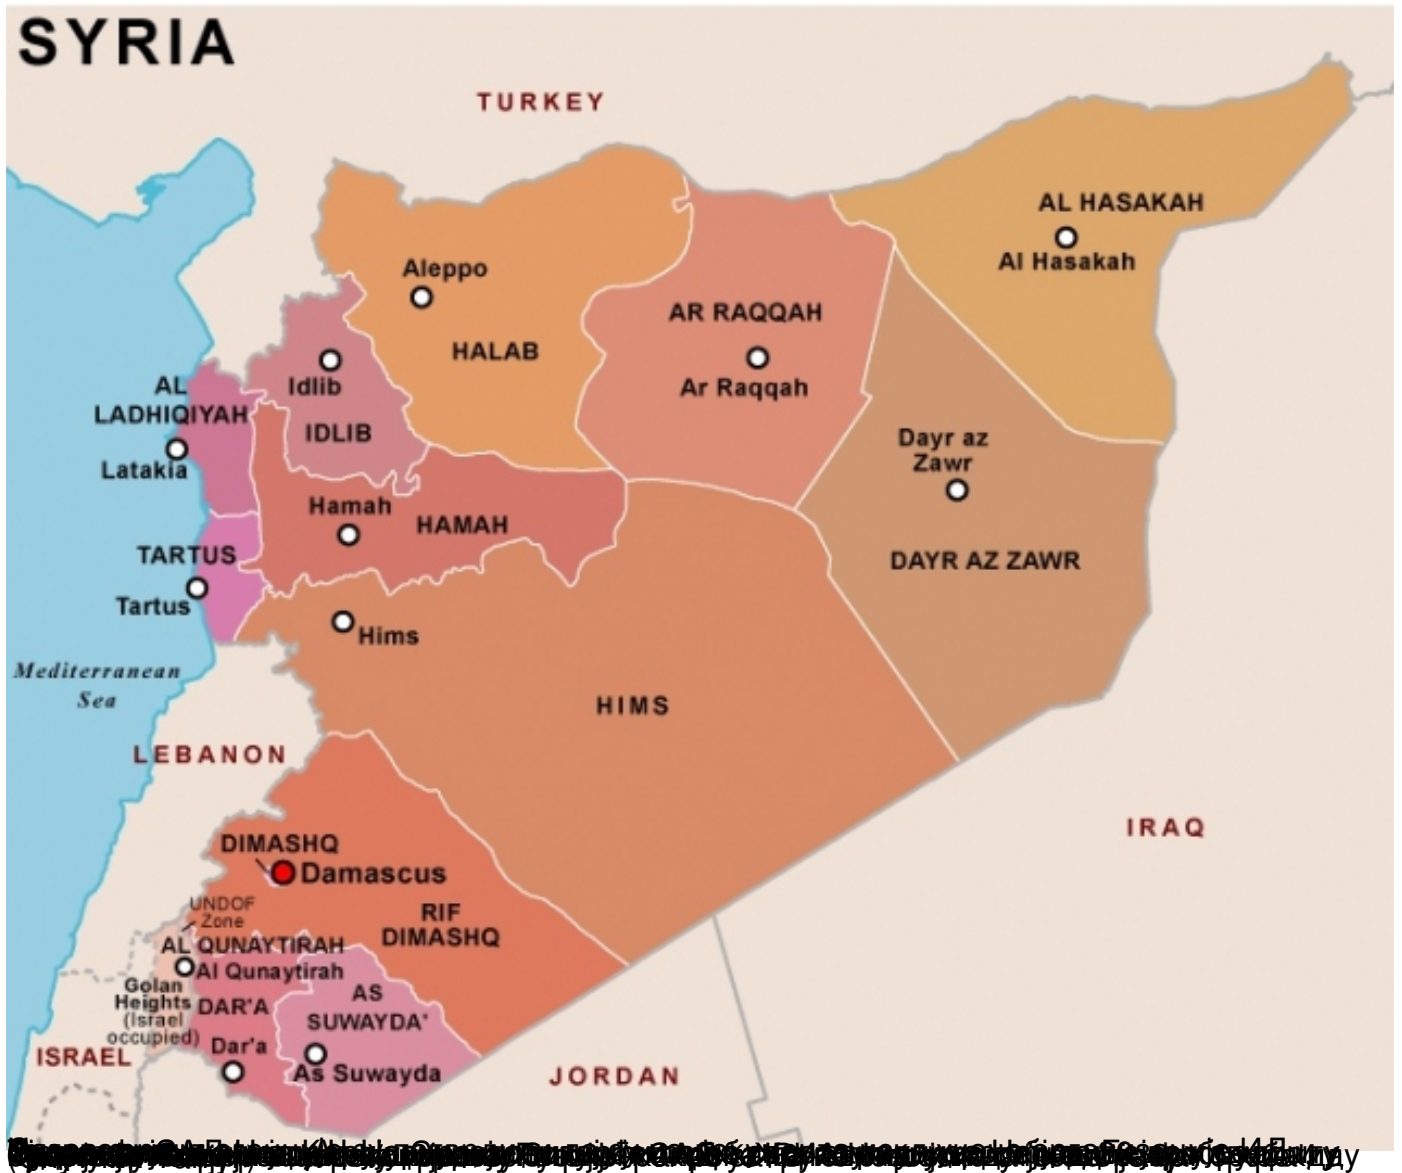 SYRIA
TURKEY
AL HASAKAH
Al Hasakah
Aleppo
HALAB
AR RAQQAH
Ar Raqqah
Idlib
IDLIB
AL
LADHIQIYAH
Latakia
Dayr az
Zawr
DAYR AZ ZAWR
Hamah
HAMAH
TARTUS
Tartus
Hims
HIMS
Mediterranean
Sea
LEBANON
IRAQ
DIMASHQ
Damascus
RIF
DIMASHQ
UNDOF
Zone
AL QUNAYTIRAH
Al Qunaytirah
Golan
Heights
(Israel
occupied)
DAR'A
Dar'a
AS
SUWAYDA'
As Suwayda
ISRAEL
JORDAN